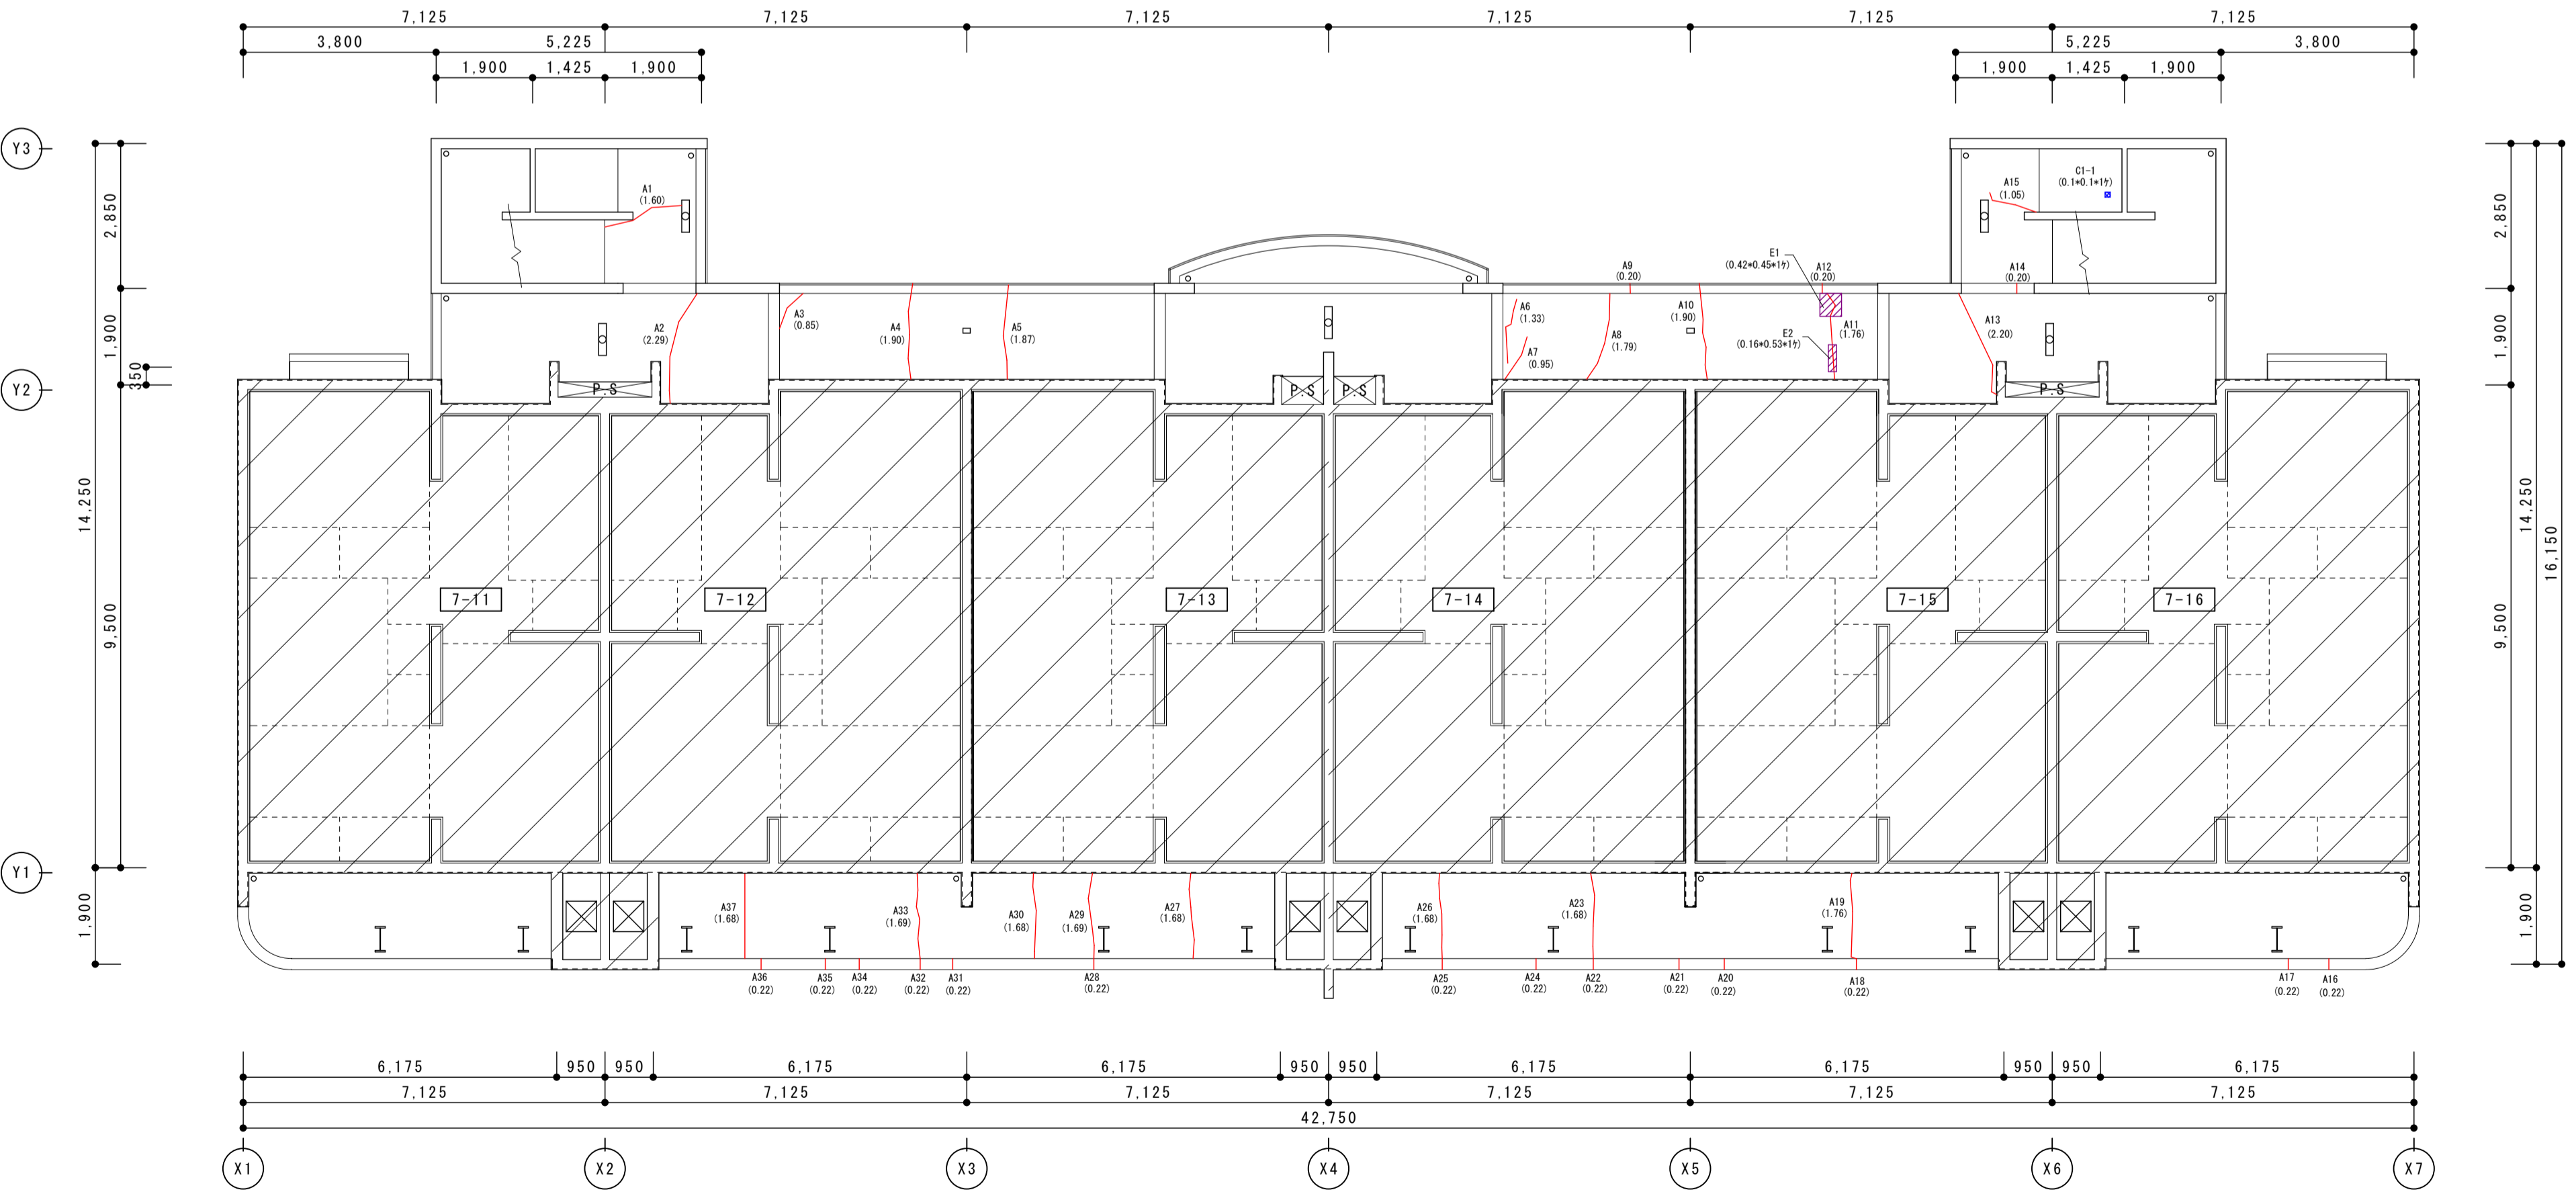 7,125 7,125 7,125 7,125 7,125 7,125
3,800 5,225 5,225 3,800
1,900 1,425 1,900 1,900 1,425 1,900
Y3
Y2
Y1
2,850
1,900
350
14,250
9,500
1,900
A1
(1.60)
A2
(2.29)
A3
(0.85)
A4
(1.90)
A5
(1.87)
A6
(1.33)
A7
(0.95)
A8
(1.79)
A9
(0.20)
A10
(1.90)
E1
(0.42*0.45*1ヶ)
A12
(0.20)
E2
(0.16*0.53*1ヶ)
A11
(1.76)
A13
(2.20)
A14
(0.20)
A15
(1.05)
C1-1
(0.1*0.1*1ケ)
2,850
1,900
14,250
16,150
9,500
1,900
P.S P.S P.S P.S
7-11 7-12 7-13 7-14 7-15 7-16
A37
(1.68)
A33
(1.69)
A30
(1.68)
A29
(1.69)
A27
(1.68)
A26
(1.68)
A23
(1.68)
A19
(1.76)
A36
(0.22)
A35
(0.22)
A34
(0.22)
A32
(0.22)
A31
(0.22)
A28
(0.22)
A25
(0.22)
A24
(0.22)
A22
(0.22)
A21
(0.22)
A20
(0.22)
A18
(0.22)
A17
(0.22)
A16
(0.22)
6,175 950 950 6,175 6,175 950 950 6,175 6,175 950 950 6,175
7,125 7,125 7,125 7,125 7,125 7,125
42,750
X1 X2 X3 X4 X5 X6 X7